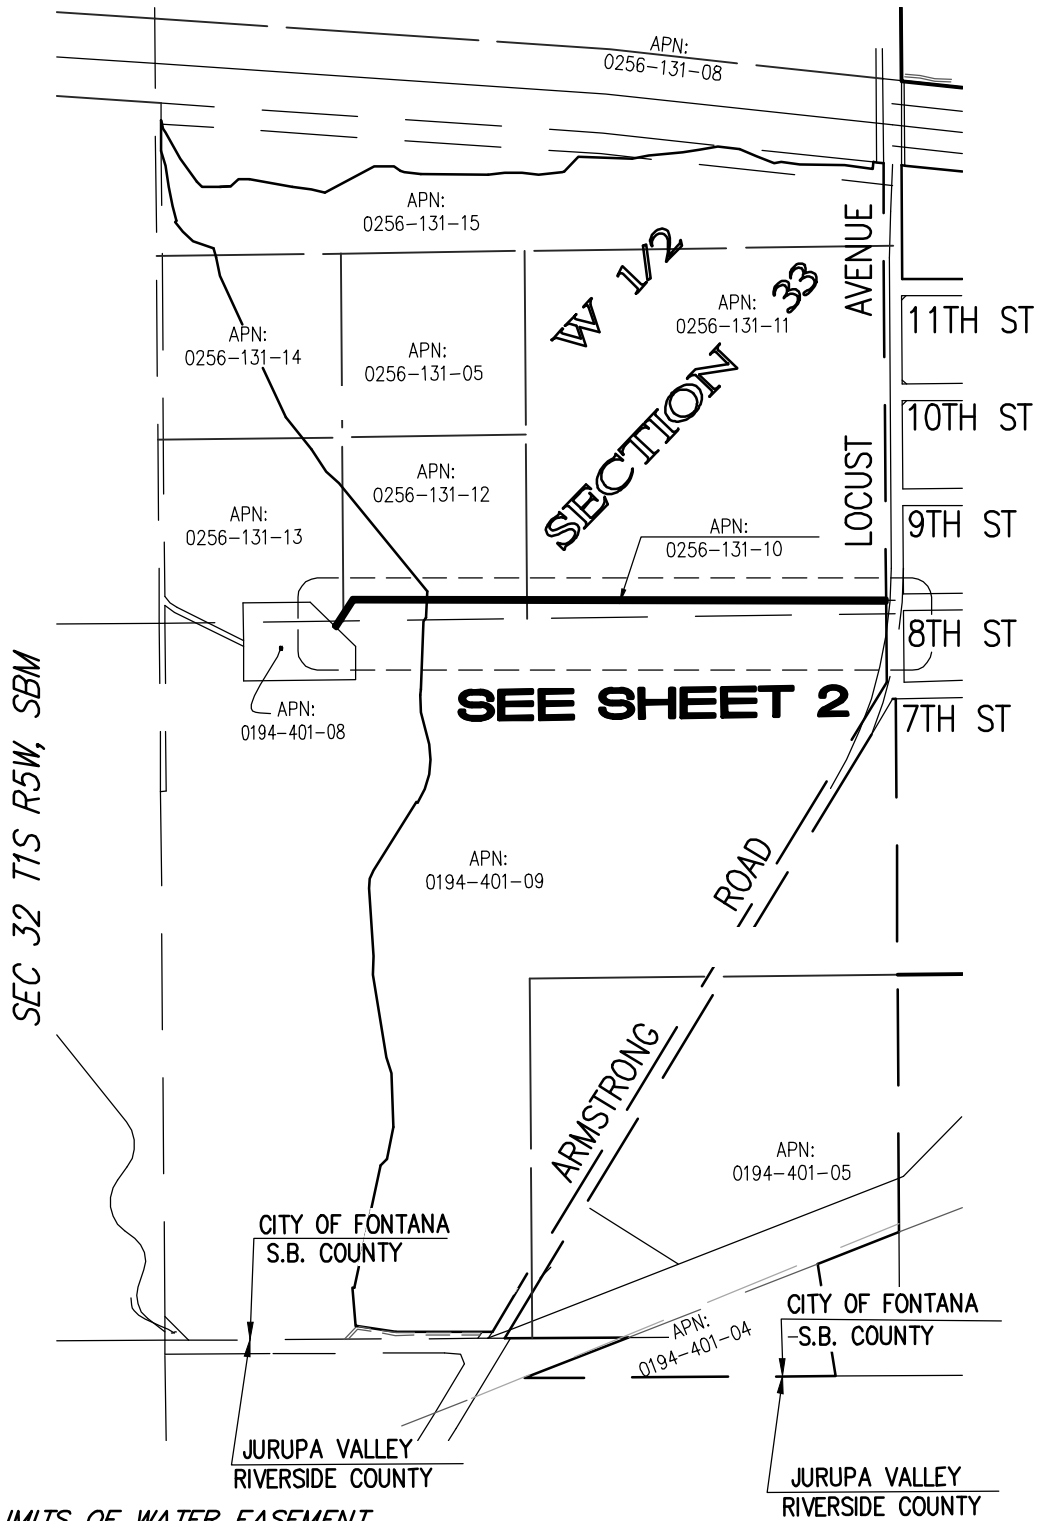 APN:
0256-131-08
APN:
0256-131-15
W 1/2
SECTION 33
AVENUE
LOCUST
APN:
0256-131-11
11TH ST
APN:
0256-131-14
APN:
0256-131-05
10TH ST
APN:
0256-131-12
APN:
0256-131-13
APN:
0256-131-10
9TH ST
8TH ST
SEE SHEET 2
7TH ST
APN:
0194-401-08
SEC 32 T1S R5W, SBM
APN:
0194-401-09
ROAD
ARMSTRONG
APN:
0194-401-05
CITY OF FONTANA
S.B. COUNTY
CITY OF FONTANA
S.B. COUNTY
APN:
0194-401-04
JURUPA VALLEY
RIVERSIDE COUNTY
JURUPA VALLEY
RIVERSIDE COUNTY
OF WATER EASEMENT